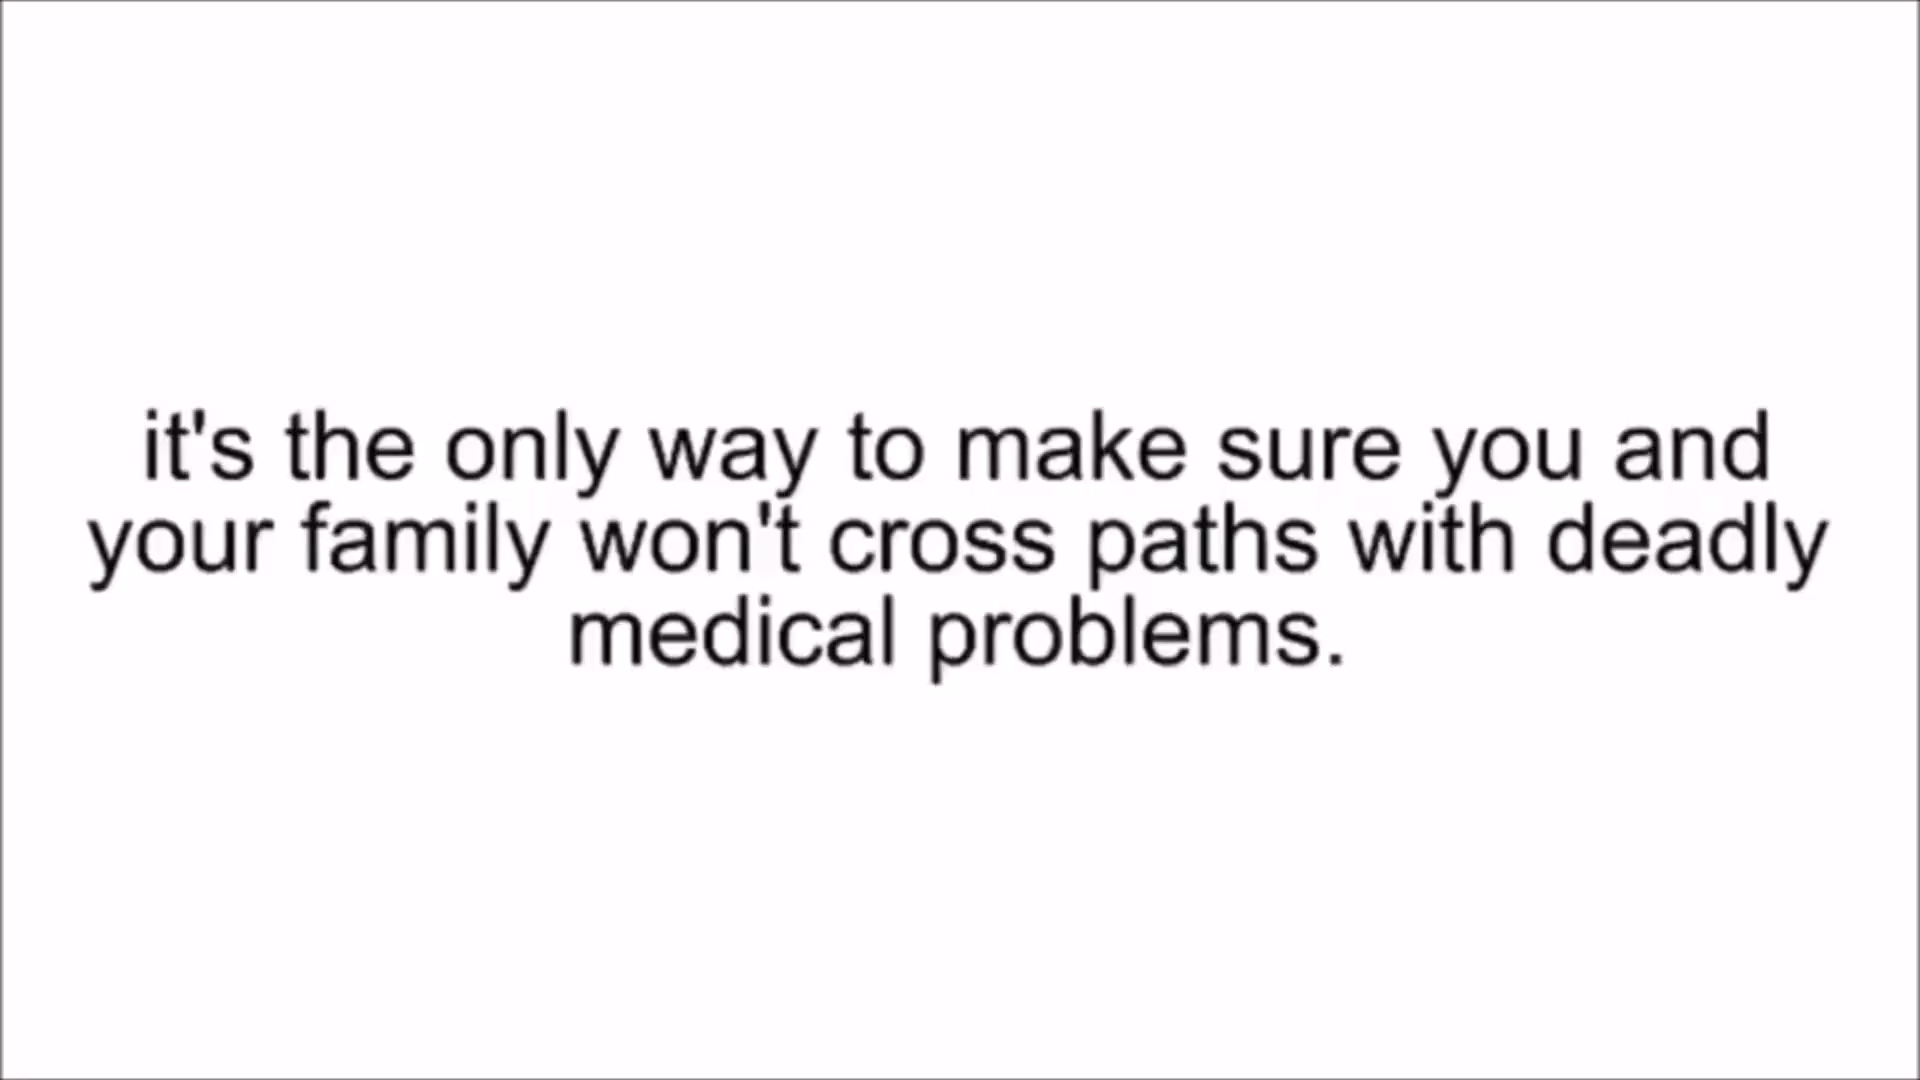 it's the only way to make sure you and
your family won't cross paths with deadly
medical problems.